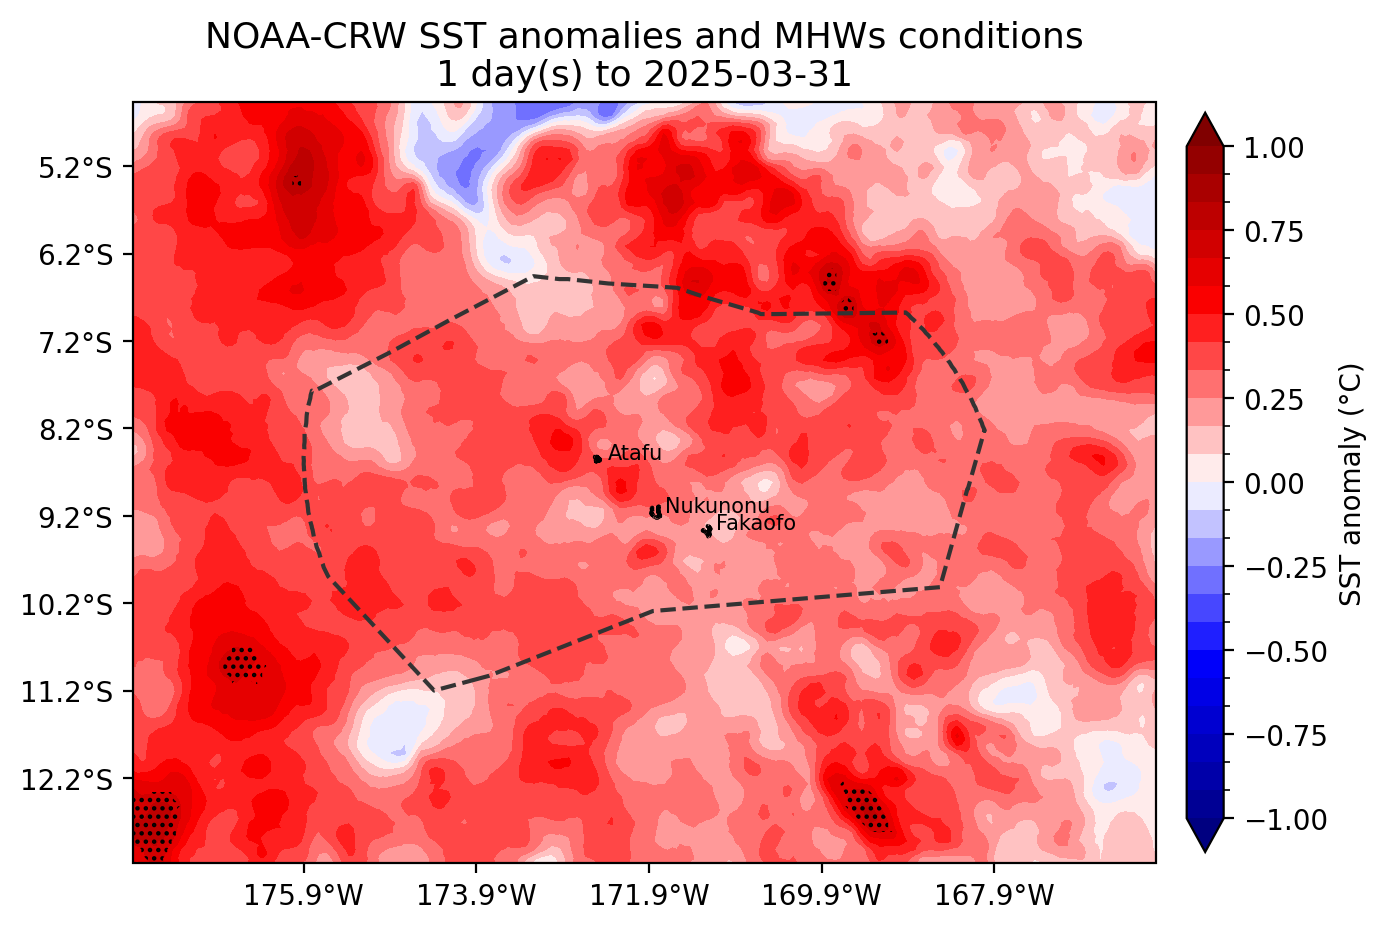 NOAA-CRW SST anomalies and MHWs conditions
1 day(s) to 2025-03-31
5.2°S
6.2°S
7.2°S
8.2°S
9.2°S
10.2°S
11.2°S
12.2°S
175.9°W
173.9°W
171.9°W
169.9°W
167.9°W
Atafu
Nukunonu
Fakaofo
1.00
0.75
0.50
0.25
0.00
−0.25
−0.50
−0.75
−1.00
SST anomaly (°C)